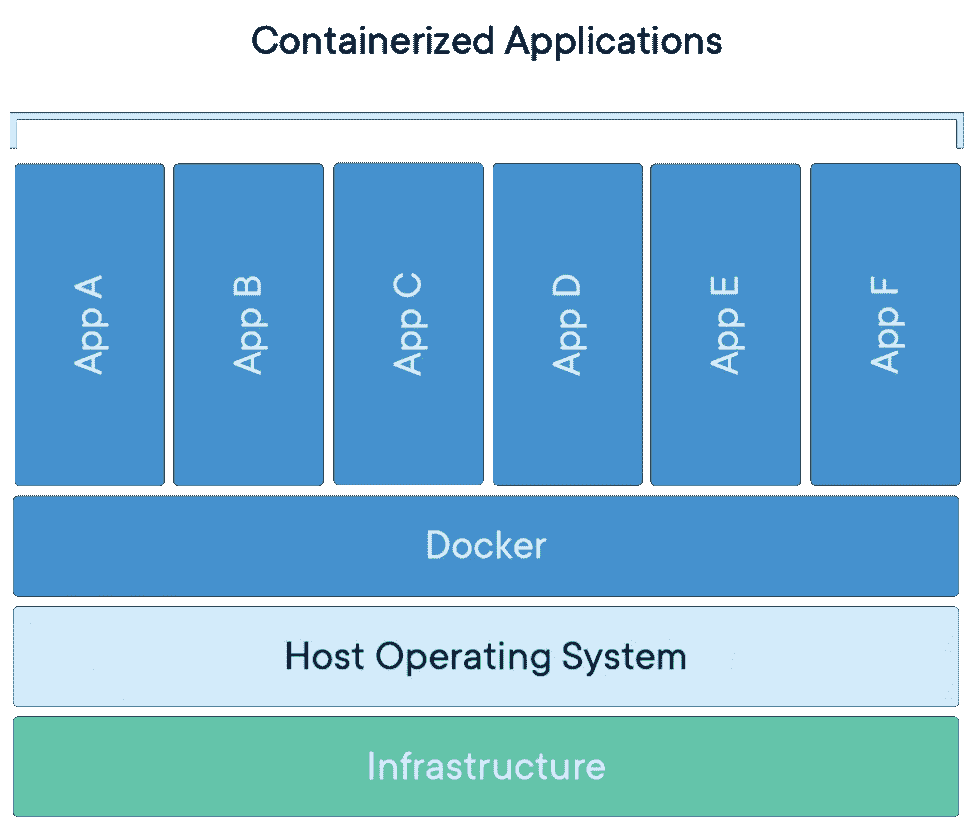 Containerized Applications
App A
App B
App C
App D
App E
App F
Docker
Host Operating System
Infrastructure